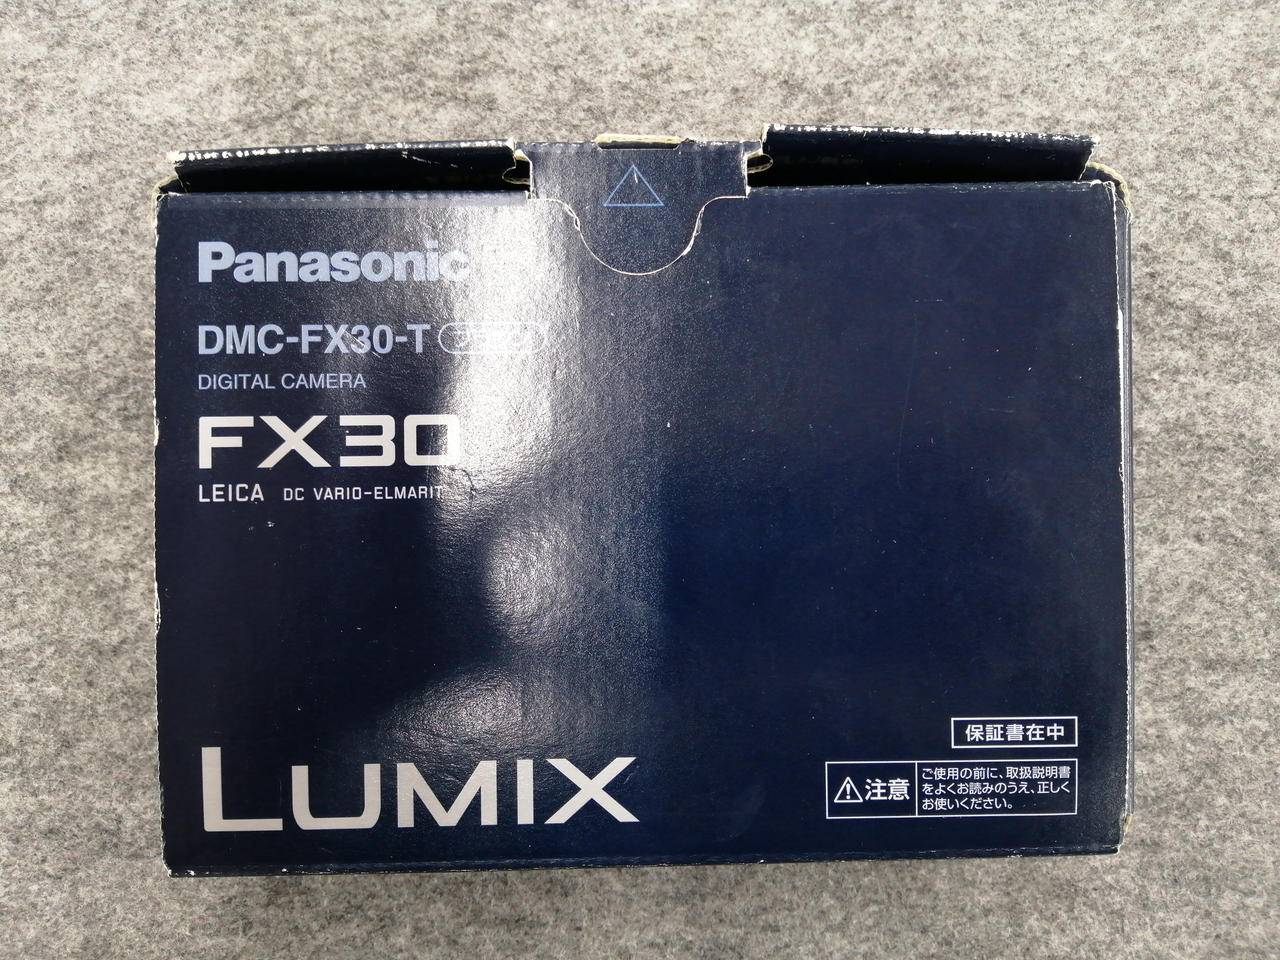 Panasonic
DMC-FX30-T
DIGITAL CAMERA
FX30
LEICA DC VARIO-ELMARIT
LUMIX
保証書在中
注意
ご使用の前に、取扱説明書
をよくお読みのうえ、正しく
お使いください。